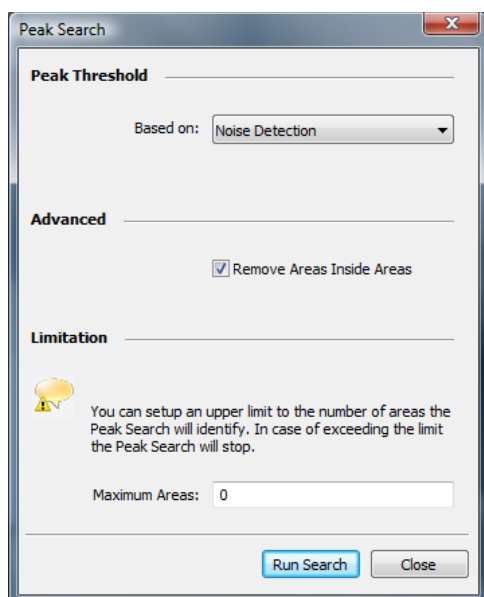 Peak Search
Peak Threshold
Based on: Noise Detection
Advanced
Remove Areas Inside Areas
Limitation
You can setup an upper limit to the number of areas the
Peak Search will identify. In case of exceeding the limit
the Peak Search will stop.
Maximum Areas: 0
Run Search Close